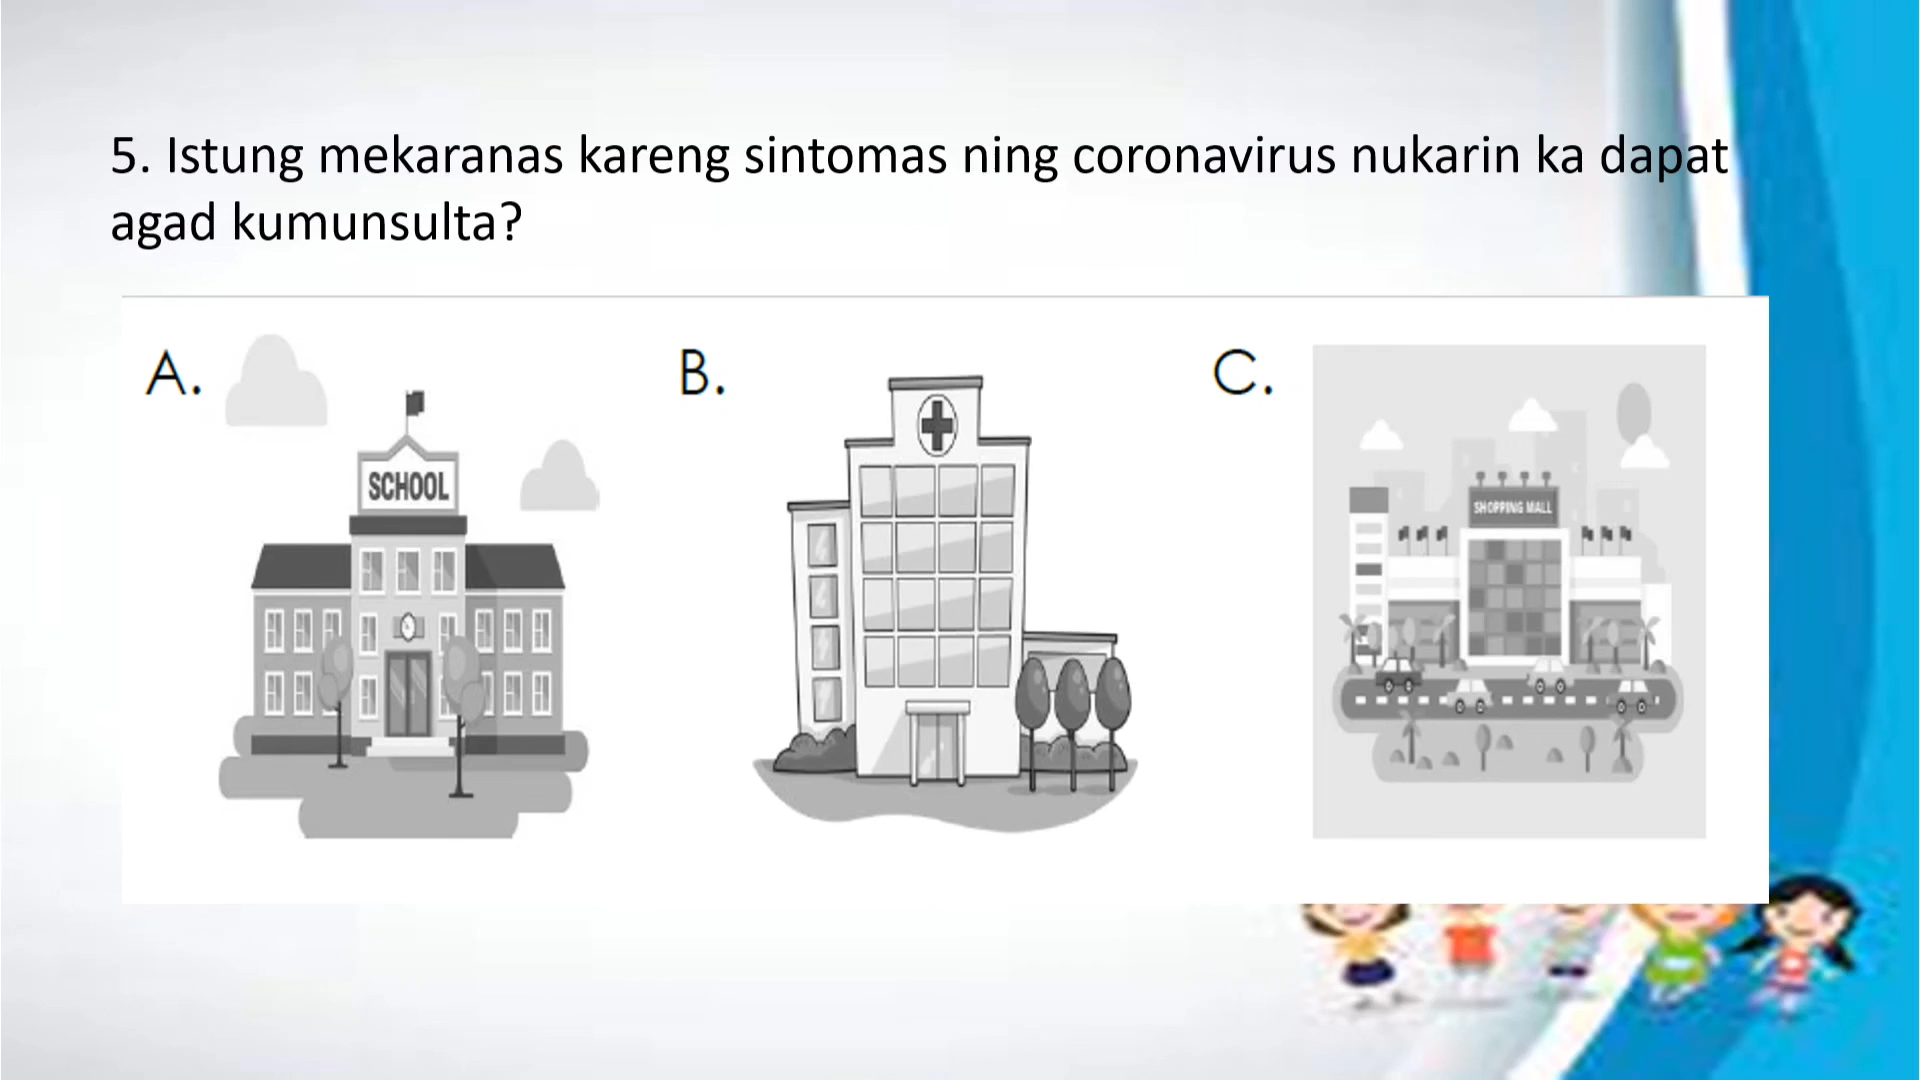 5. Istung mekaranas kareng sintomas ning coronavirus nukarin ka dapat
agad kumunsulta?
A.
B.
C.
SCHOOL
SHOPPING MALL